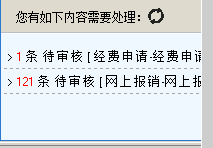 您有如下内容需要处理：
> 1 条 待审核 [ 经费申请-经费申请
> 121 条 待审核 [ 网上报销-网上报